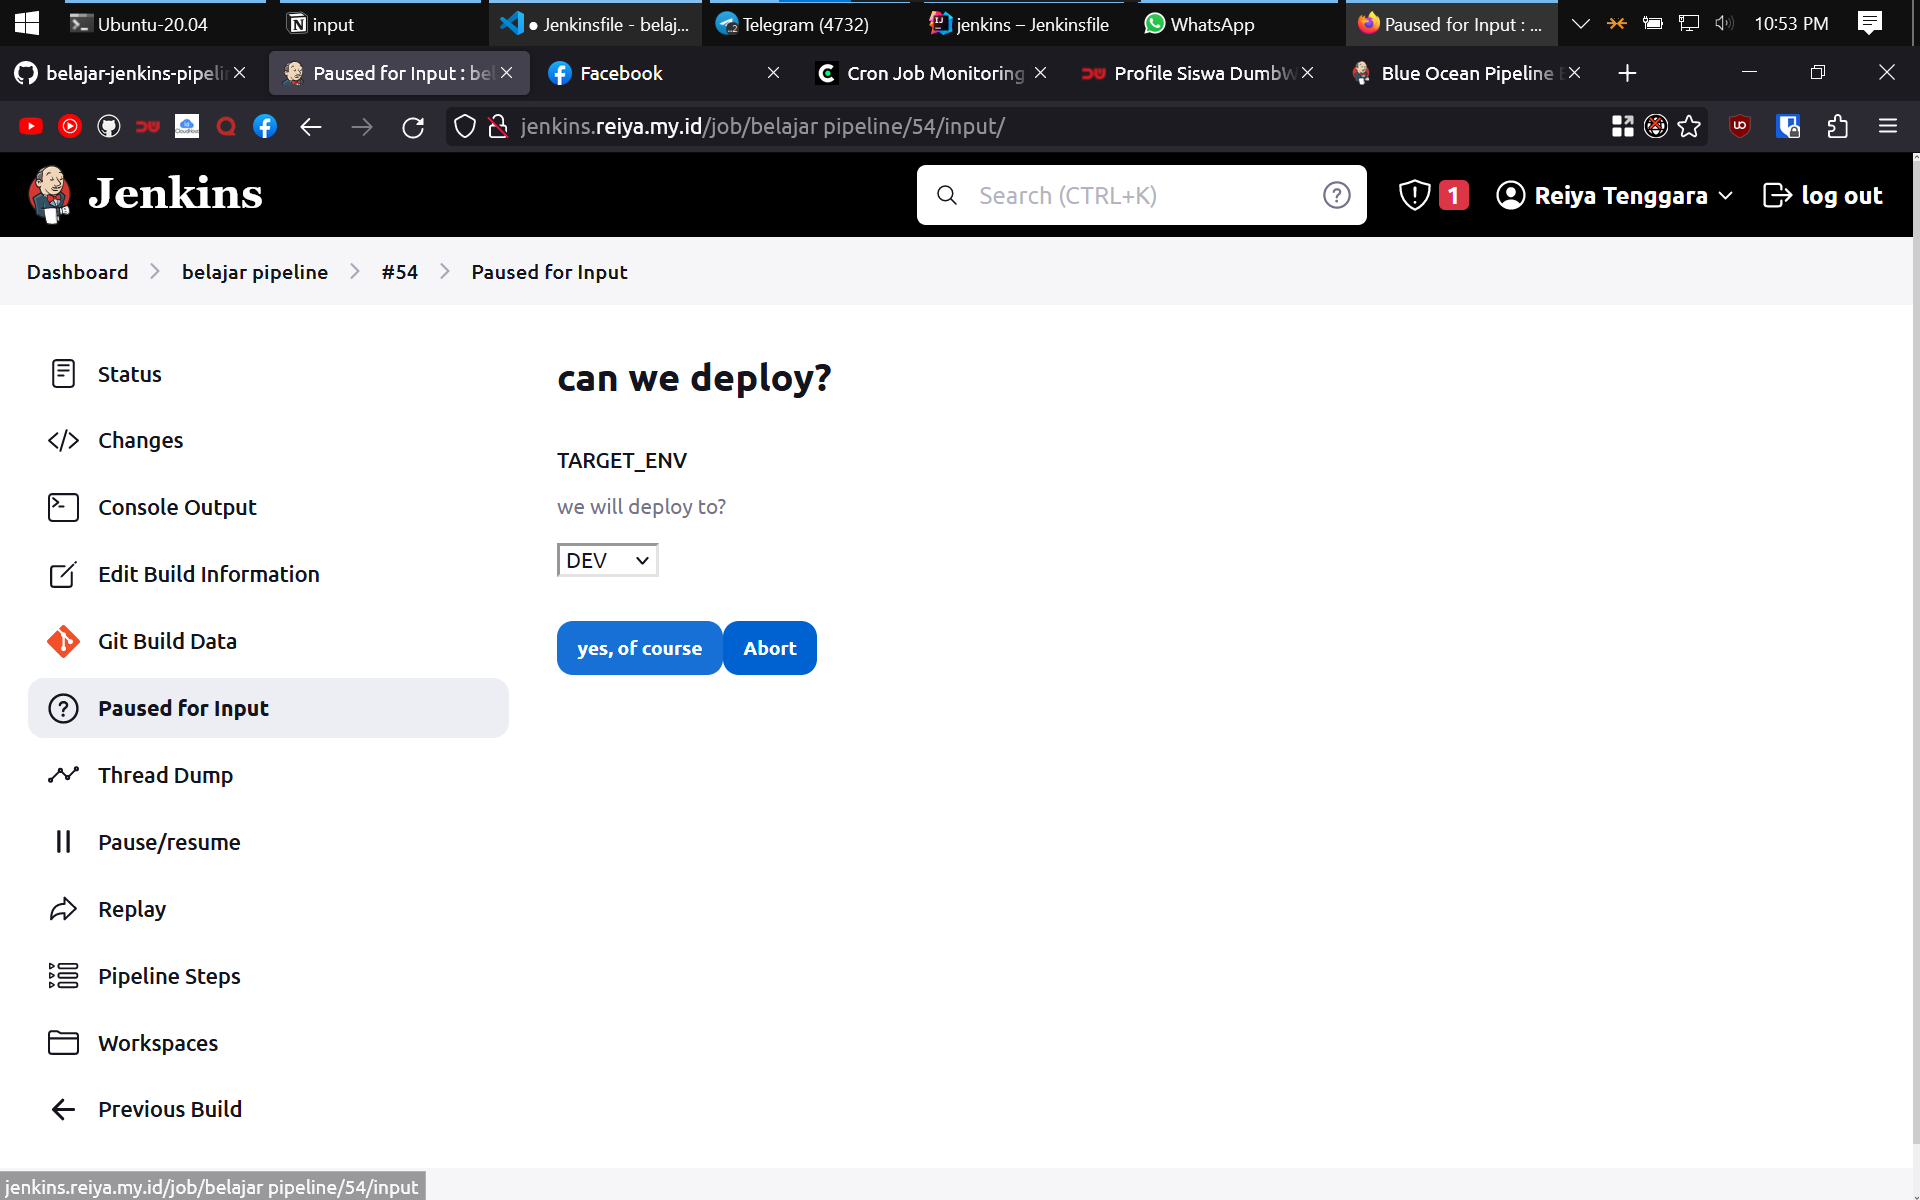 Ubuntu-20.04
input
● Jenkinsfile - belaj...
Telegram (4732)
jenkins – Jenkinsfile
WhatsApp
Paused for Input : ...
10:53 PM
belajar-jenkins-pipelin
Paused for Input : bel
Facebook
Cron Job Monitoring
Profile Siswa DumbW
Blue Ocean Pipeline E
jenkins.reiya.my.id/job/belajar pipeline/54/input/
Jenkins
Search (CTRL+K)
1
Reiya Tenggara
log out
Dashboard
belajar pipeline
#54
Paused for Input
Status
Changes
Console Output
Edit Build Information
Git Build Data
Paused for Input
Thread Dump
Pause/resume
Replay
Pipeline Steps
Workspaces
Previous Build
can we deploy?
TARGET_ENV
we will deploy to?
DEV
yes, of course
Abort
jenkins.reiya.my.id/job/belajar pipeline/54/input